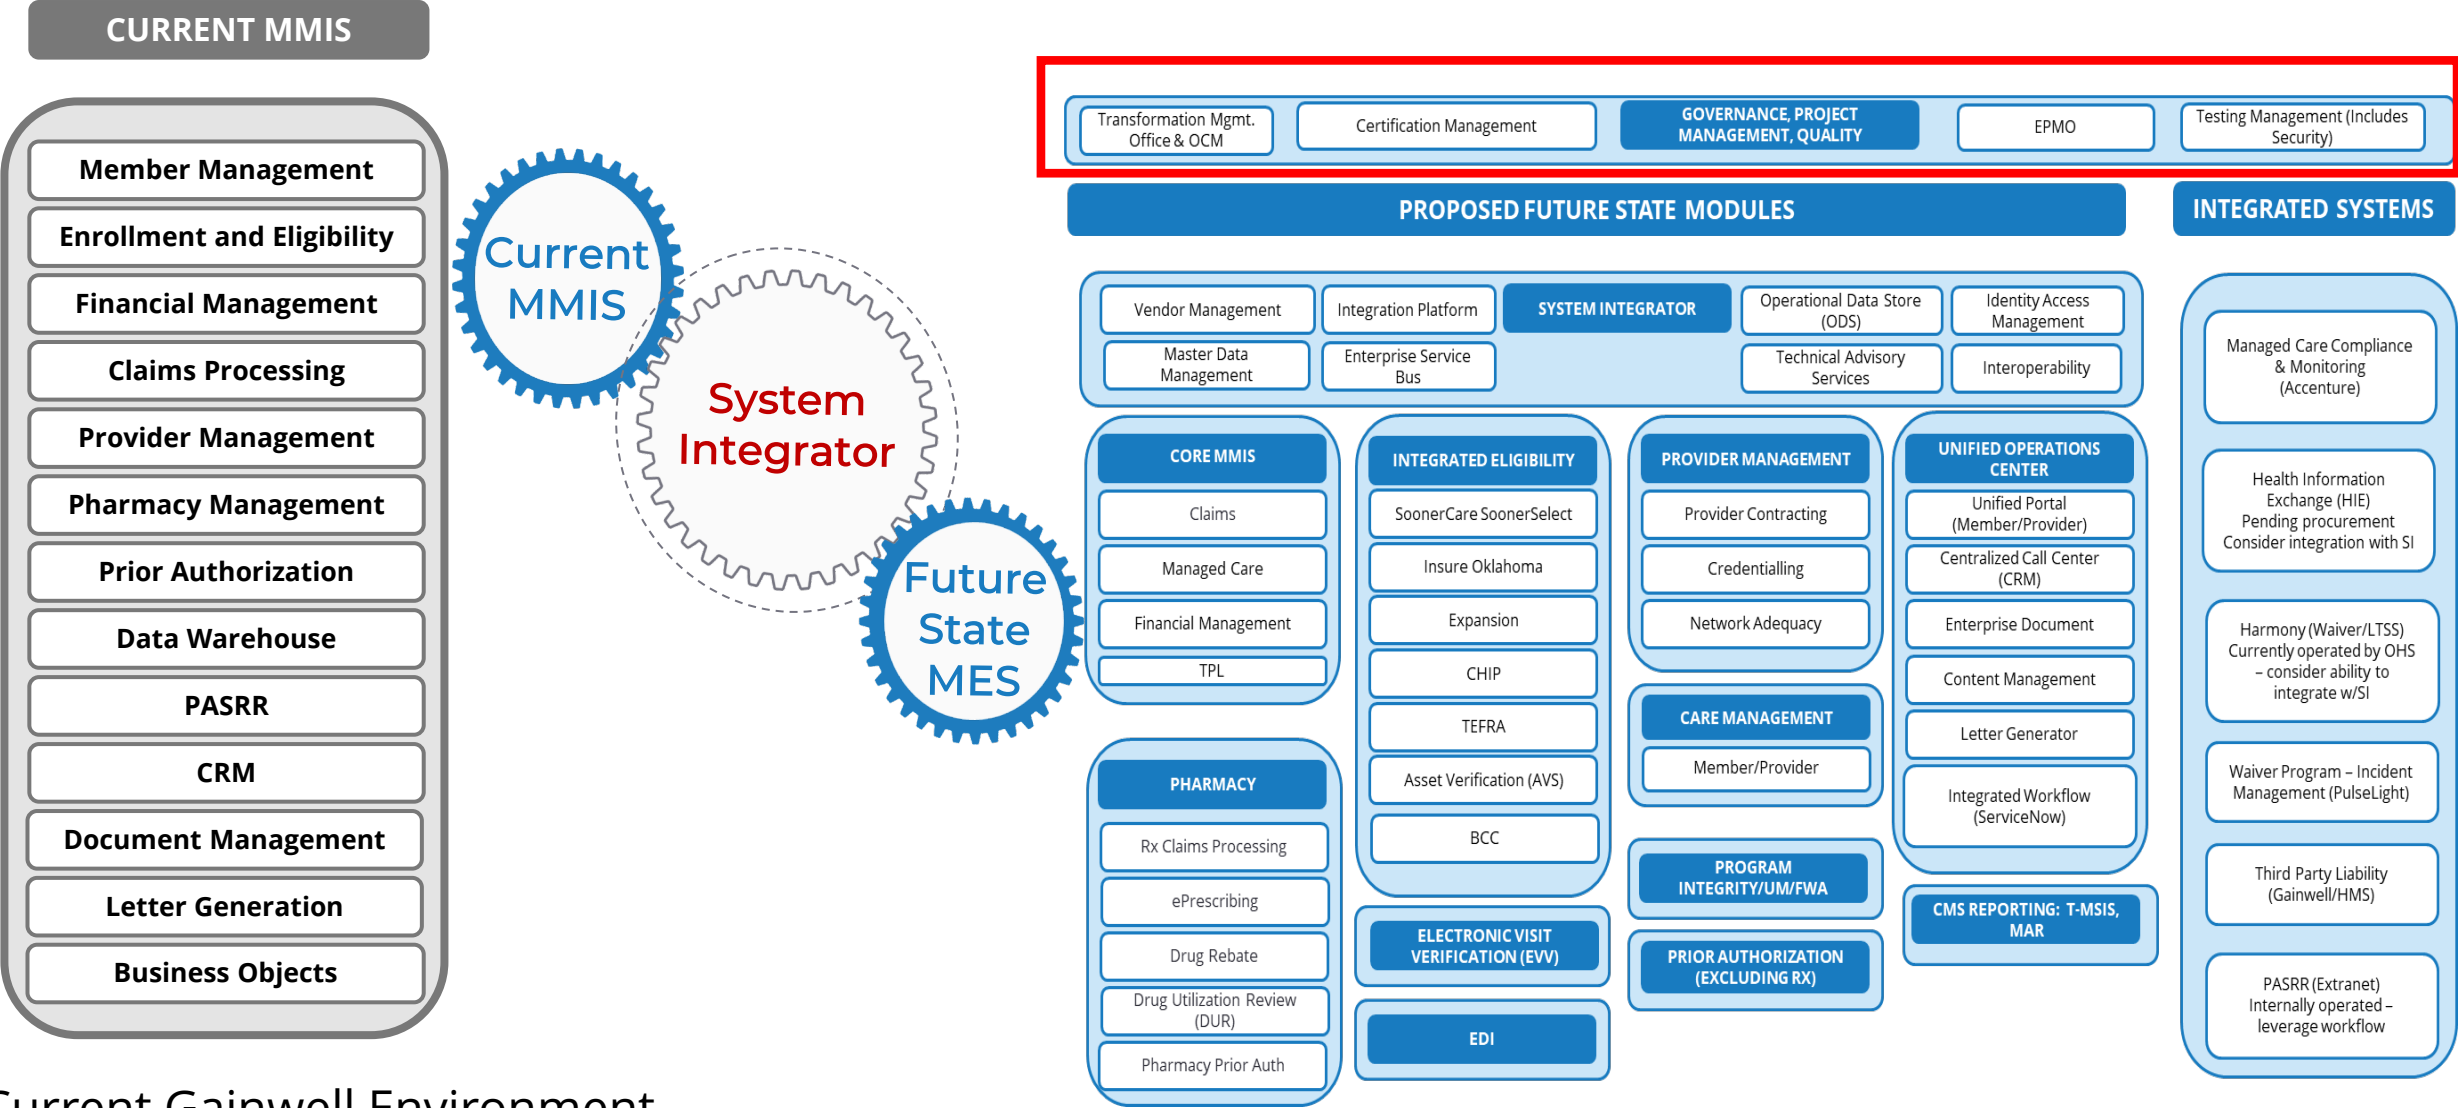 CURRENT MMIS
Member Management
Enrollment and Eligibility
Financial Management
Claims Processing
Provider Management
Pharmacy Management
Prior Authorization
Data Warehouse
PASRR
CRM
Document Management
Letter Generation
Business Objects
Current Gainwell Environment
Current
MMIS
System
Integrator
Future
State
MES
Transformation Mgmt.
Office & OCM
Certification Management
GOVERNANCE, PROJECT
MANAGEMENT, QUALITY
EPMO
Testing Management (Includes
Security)
PROPOSED FUTURE STATE MODULES
INTEGRATED SYSTEMS
Vendor Management
Integration Platform
SYSTEM INTEGRATOR
Operational Data Store
(ODS)
Identity Access
Management
Master Data
Management
Enterprise Service
Bus
Technical Advisory
Services
Interoperability
CORE MMIS
Claims
Managed Care
Financial Management
TPL
PHARMACY
Rx Claims Processing
ePrescribing
Drug Rebate
Drug Utilization Review
(DUR)
Pharmacy Prior Auth
INTEGRATED ELIGIBILITY
SoonerCare SoonerSelect
Insure Oklahoma
Expansion
CHIP
TEFRA
Asset Verification (AVS)
BCC
ELECTRONIC VISIT
VERIFICATION (EVV)
EDI
PROVIDER MANAGEMENT
Provider Contracting
Credentialling
Network Adequacy
CARE MANAGEMENT
Member/Provider
PROGRAM
INTEGRITY/UM/FWA
PRIOR AUTHORIZATION
(EXCLUDING RX)
UNIFIED OPERATIONS
CENTER
Unified Portal
(Member/Provider)
Centralized Call Center
(CRM)
Enterprise Document
Content Management
Letter Generator
Integrated Workflow
(ServiceNow)
CMS REPORTING: T-MSIS,
MAR
Managed Care Compliance
& Monitoring
(Accenture)
Health Information
Exchange (HIE)
Pending procurement
Consider integration with SI
Harmony (Waiver/LTSS)
Currently operated by OHS
– consider ability to
integrate w/SI
Waiver Program – Incident
Management (PulseLight)
Third Party Liability
(Gainwell/HMS)
PASRR (Extranet)
Internally operated –
leverage workflow